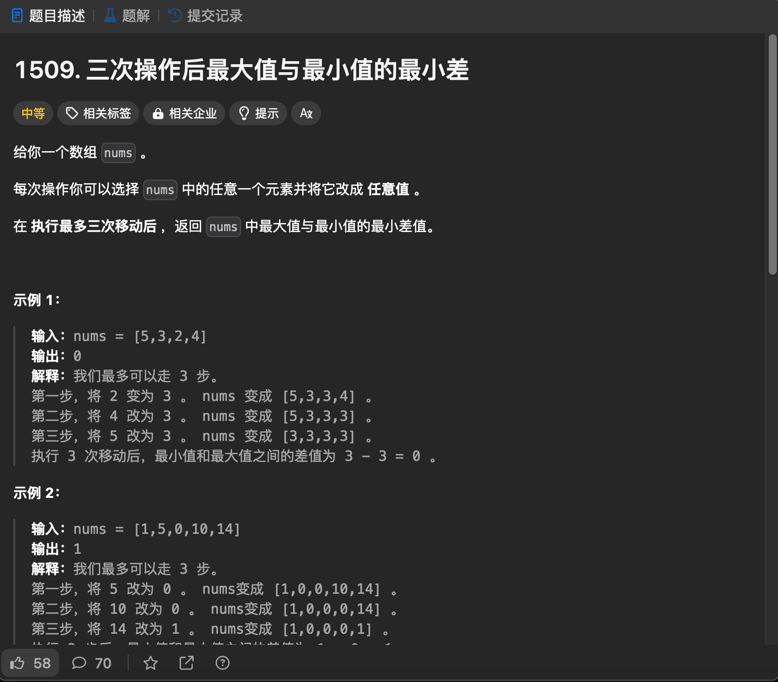 题目描述 | 题解 | 提交记录
1509. 三次操作后最大值与最小值的最小差
中等 相关标签 相关企业 提示
给你一个数组 nums 。
每次操作你可以选择 nums 中的任意一个元素并将它改成 任意值 。
在 执行最多三次移动后 ，返回 nums 中最大值与最小值的最小差值。
示例 1：
输入：nums = [5,3,2,4]
输出：0
解释：我们最多可以走 3 步。
第一步，将 2 变为 3 。 nums 变成 [5,3,3,4] 。
第二步，将 4 改为 3 。 nums 变成 [5,3,3,3] 。
第三步，将 5 改为 3 。 nums 变成 [3,3,3,3] 。
执行 3 次移动后，最小值和最大值之间的差值为 3 - 3 = 0 。
示例 2：
输入：nums = [1,5,0,10,14]
输出：1
解释：我们最多可以走 3 步。
第一步，将 5 改为 0 。 nums变成 [1,0,0,10,14] 。
第二步，将 10 改为 0 。 nums变成 [1,0,0,0,14] 。
第三步，将 14 改为 1 。 nums变成 [1,0,0,0,1] 。
58 70